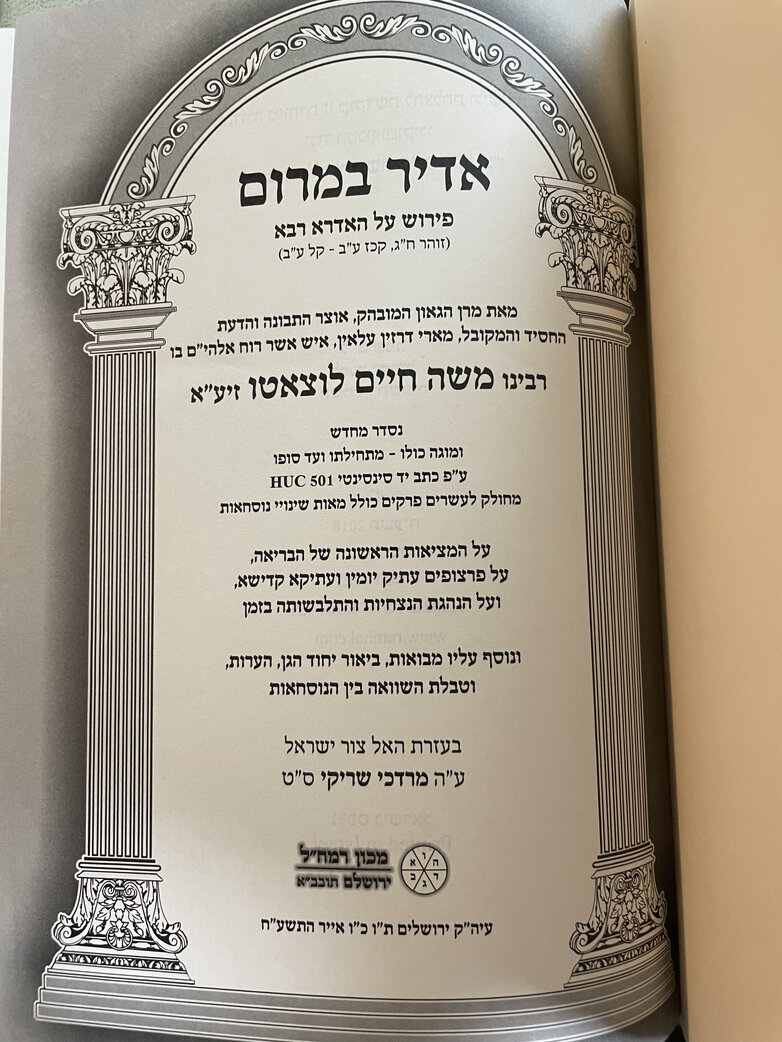 אדיר במרום
פירוש על האדרא רבא
(זוהר ח"ג, קכז ע"ב - קל ע"ב)
מאת מרן הגאון המובהק, אוצר התבונה והדעת
החסיד והמקובל, מארי דרזין עלאין, איש אשר רוח אלהי"ם בו
רבינו משה חיים לוצאטו זיע"א
נסדר מחדש
ומוגה כולו - מתחילתו ועד סופו
ע"פ כתב יד סינסינטי HUC 501
מחולק לעשרים פרקים כולל מאות שינויי נוסחאות
על המציאות הראשונה של הבריאה,
על פרצופים עתיק יומין ועתיקא קדישא,
ועל הנהגת הנצחיות והתלבשותה בזמן
ונוסף עליו מבואות, ביאור יחוד הגן, הערות,
וטבלת השוואה בין הנוסחאות
בעזרת האל צור ישראל
ע"ה מרדכי שריקי ס"ט
מכון רמח"ל
ירושלם תובב"א
עיה"ק ירושלים ת"ו כ"ו אייר התשע"ח